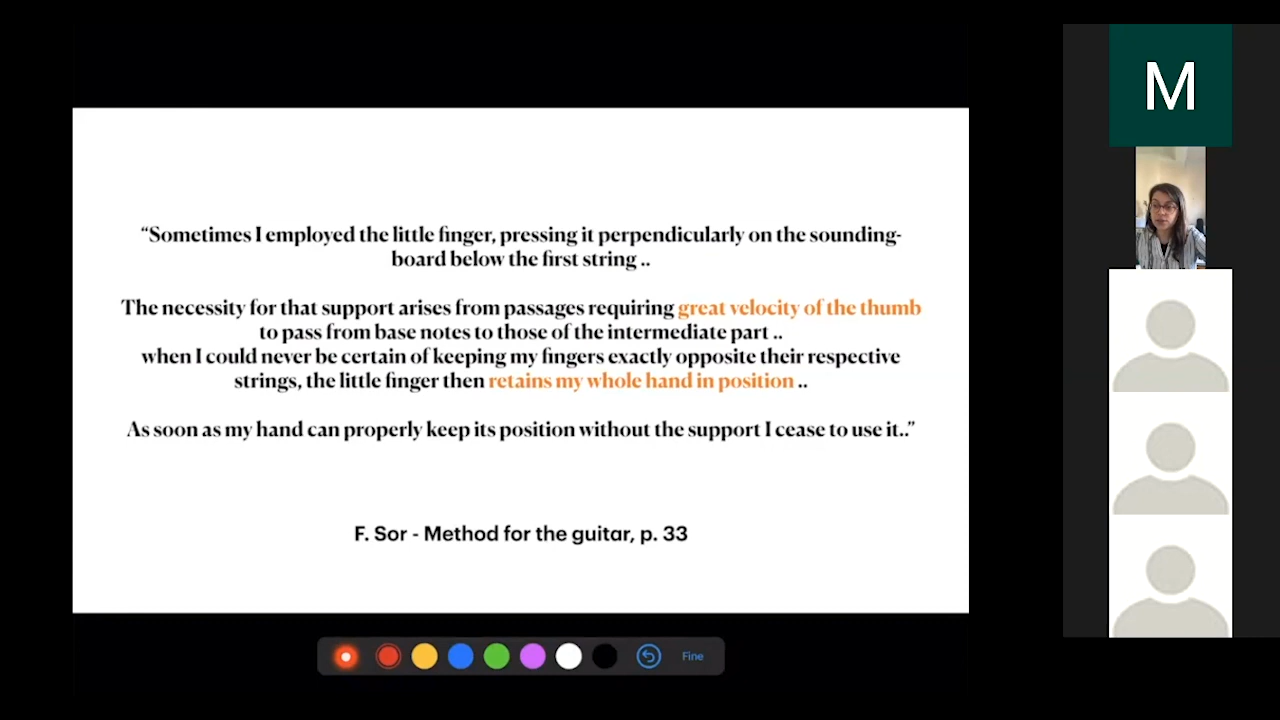 “Sometimes I employed the little finger, pressing it perpendicularly on the sounding-
board below the first string ..
The necessity for that support arises from passages requiring great velocity of the thumb
to pass from base notes to those of the intermediate part ..
when I could never be certain of keeping my fingers exactly opposite their respective
strings, the little finger then retains my whole hand in position ..
As soon as my hand can properly keep its position without the support I cease to use it..”
F. Sor - Method for the guitar, p. 33
Fine
M